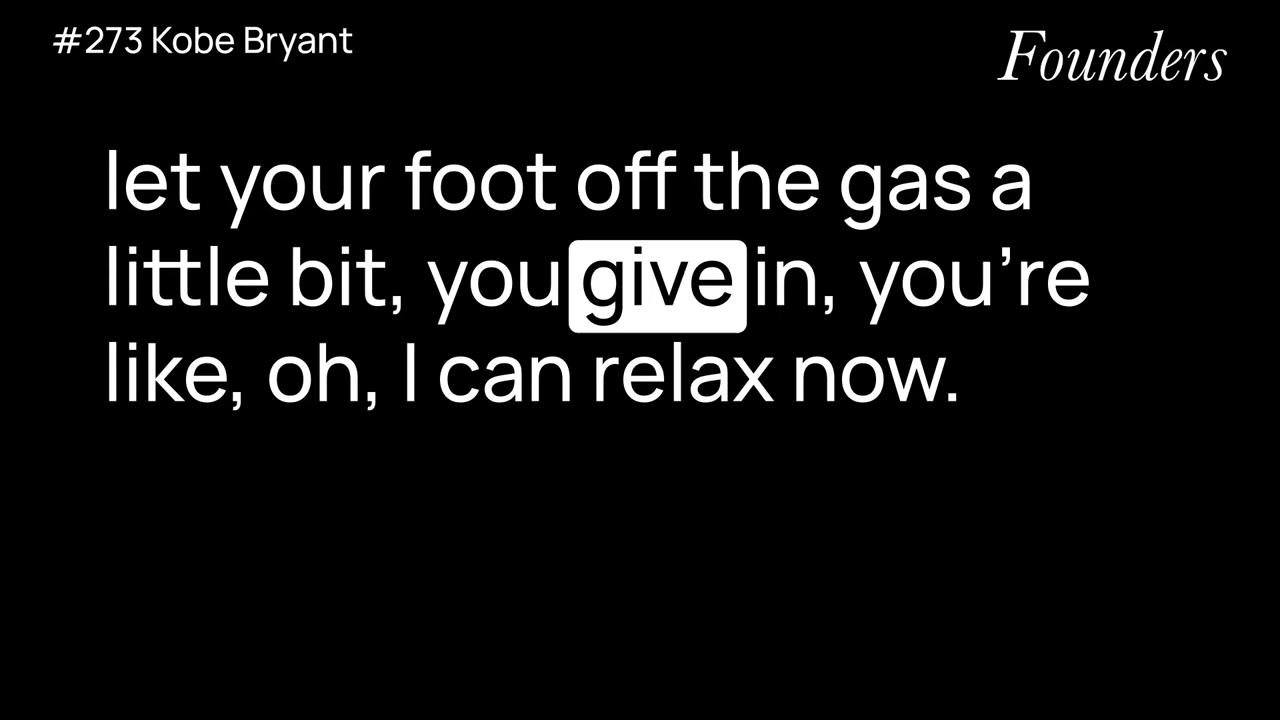 #273 Kobe Bryant
Founders
let your foot off the gas a
little bit, you give in, you’re
like, oh, I can relax now.